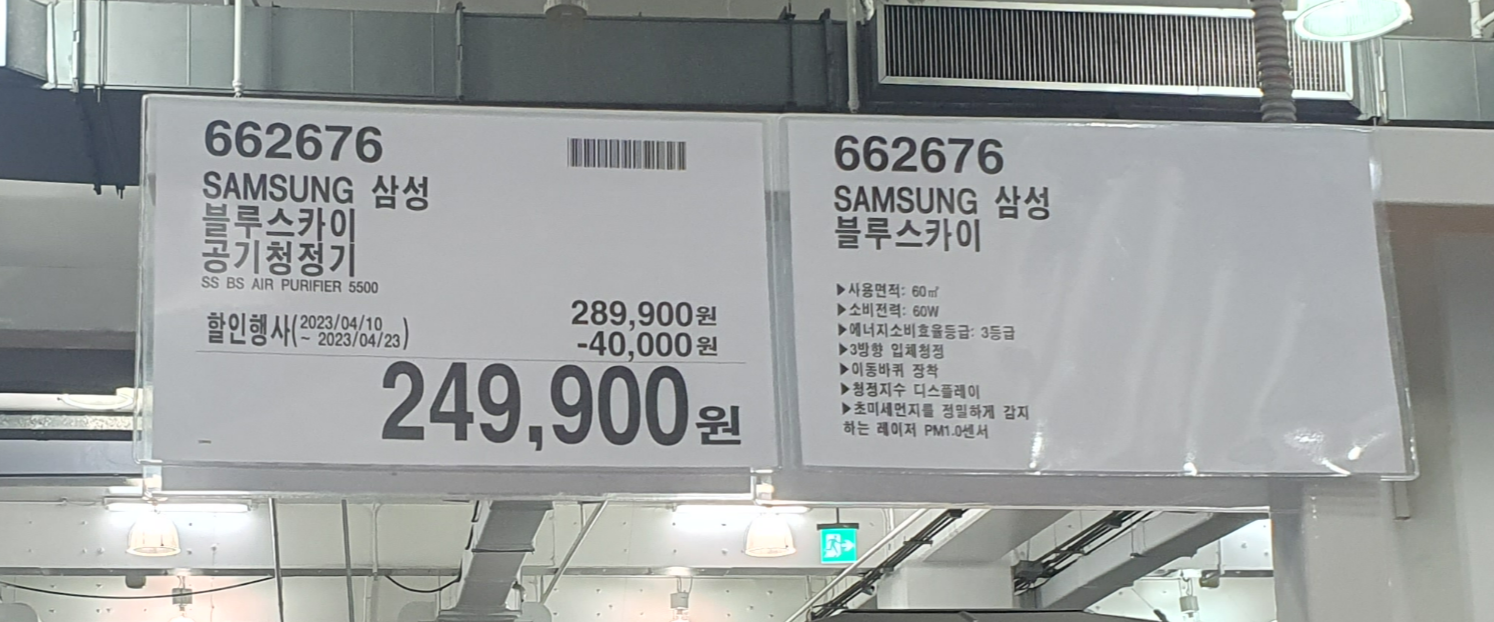 662676
SAMSUNG 삼성
블루스카이
공기청정기
SS BS AIR PURIFIER 5500
289,900원
할인행사(2023/04/10 ~ 2023/04/23)
-40,000원
249,900원
662676
SAMSUNG 삼성
블루스카이
▶사용면적: 60㎡
▶소비전력: 60W
▶에너지소비효율등급: 3등급
▶3방향 입체청정
▶이동바퀴 장착
▶청정지수 디스플레이
▶초미세먼지를 정밀하게 감지
하는 레이저 PM1.0센서